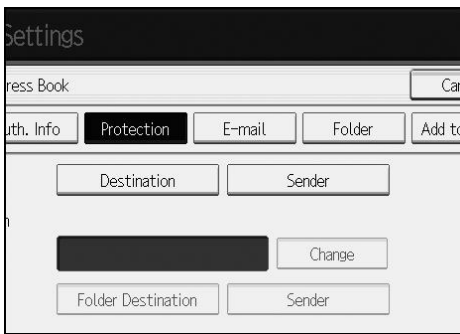 Settings
ress Book
Car
uth. Info Protection E-mail Folder Add to
Destination Sender
n
Change
Folder Destination Sender